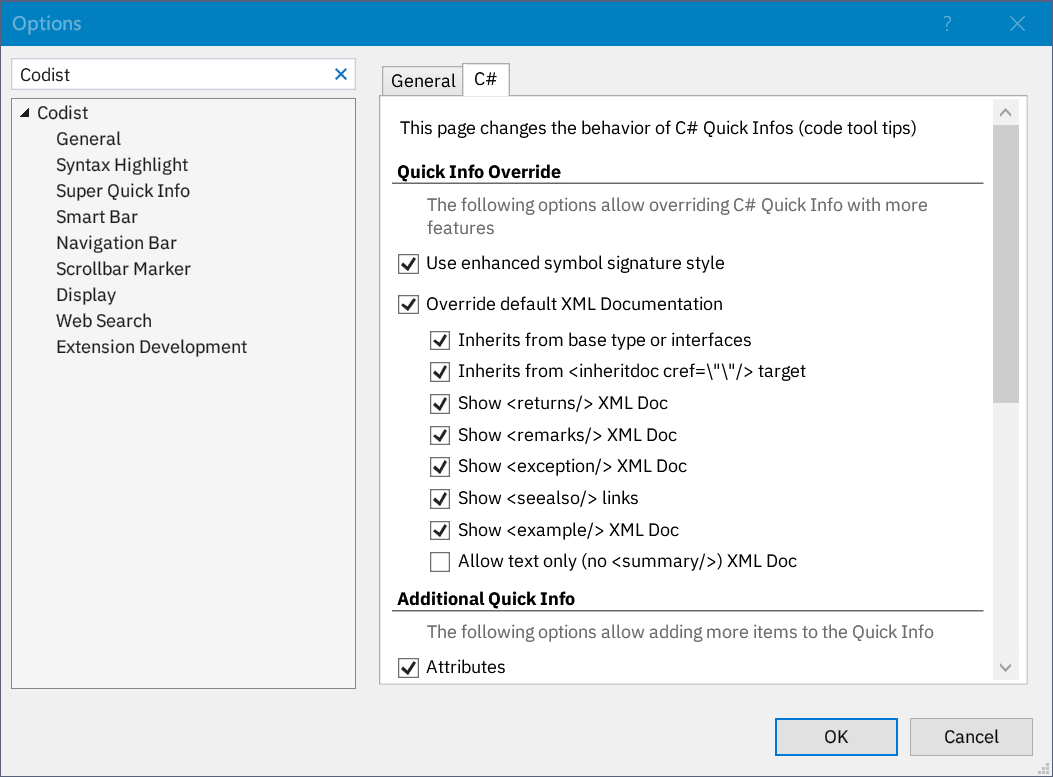 Options
?
Codist
Codist
General
Syntax Highlight
Super Quick Info
Smart Bar
Navigation Bar
Scrollbar Marker
Display
Web Search
Extension Development
General
C#
This page changes the behavior of C# Quick Infos (code tool tips)
Quick Info Override
The following options allow overriding C# Quick Info with more
features
Use enhanced symbol signature style
Override default XML Documentation
Inherits from base type or interfaces
Inherits from <inheritdoc cref=\"\"/> target
Show <returns/> XML Doc
Show <remarks/> XML Doc
Show <exception/> XML Doc
Show <seealso/> links
Show <example/> XML Doc
Allow text only (no <summary/>) XML Doc
Additional Quick Info
The following options allow adding more items to the Quick Info
Attributes
OK
Cancel